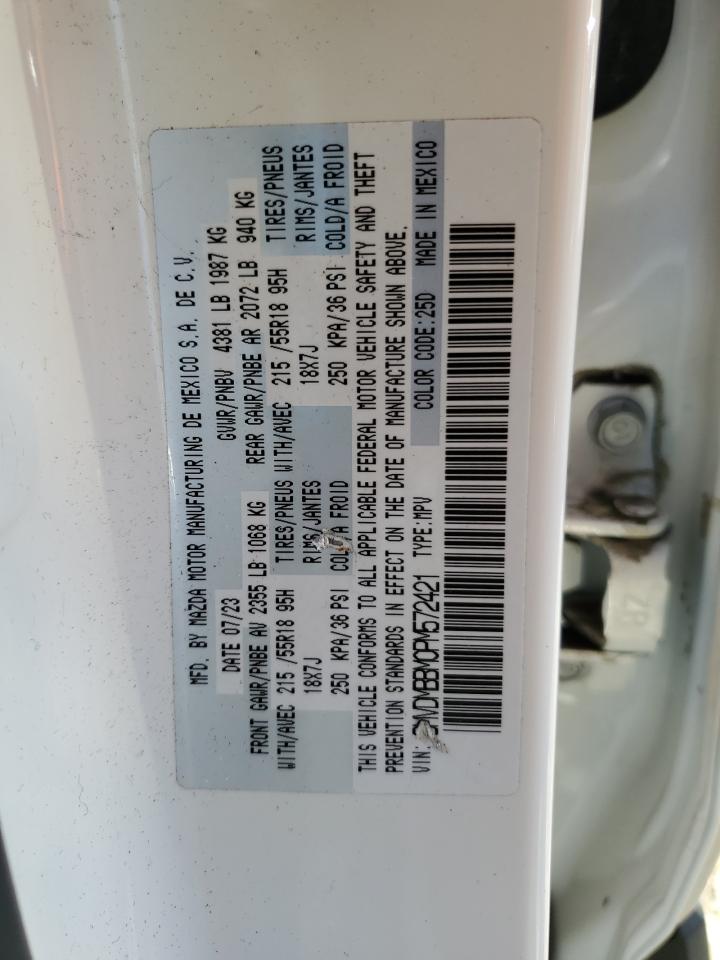 MFD. BY MAZDA MOTOR MANUFACTURING DE MEXICO S.A. DE C.V.
DATE 07/23 GVWR/PNBV 4381 LB 1987 KG
FRONT GAWR/PNBE AV 2355 LB 1068 KG REAR GAWR/PNBE AR 2072 LB 940 KG
WITH/AVEC 215 /55R18 95H TIRES/PNEUS WITH/AVEC 215 /55R18 95H TIRES/PNEUS
18X7J RIMS/JANTES 18X7J RIMS/JANTES
250 KPA/36 PSI COLD/A FROID 250 KPA/36 PSI COLD/A FROID
THIS VEHICLE CONFORMS TO ALL APPLICABLE FEDERAL MOTOR VEHICLE SAFETY AND THEFT
PREVENTION STANDARDS IN EFFECT ON THE DATE OF MANUFACTURE SHOWN ABOVE.
VIN: 3MVDMBBM0PM572421 TYPE:MPV COLOR CODE:25D MADE IN MEXICO